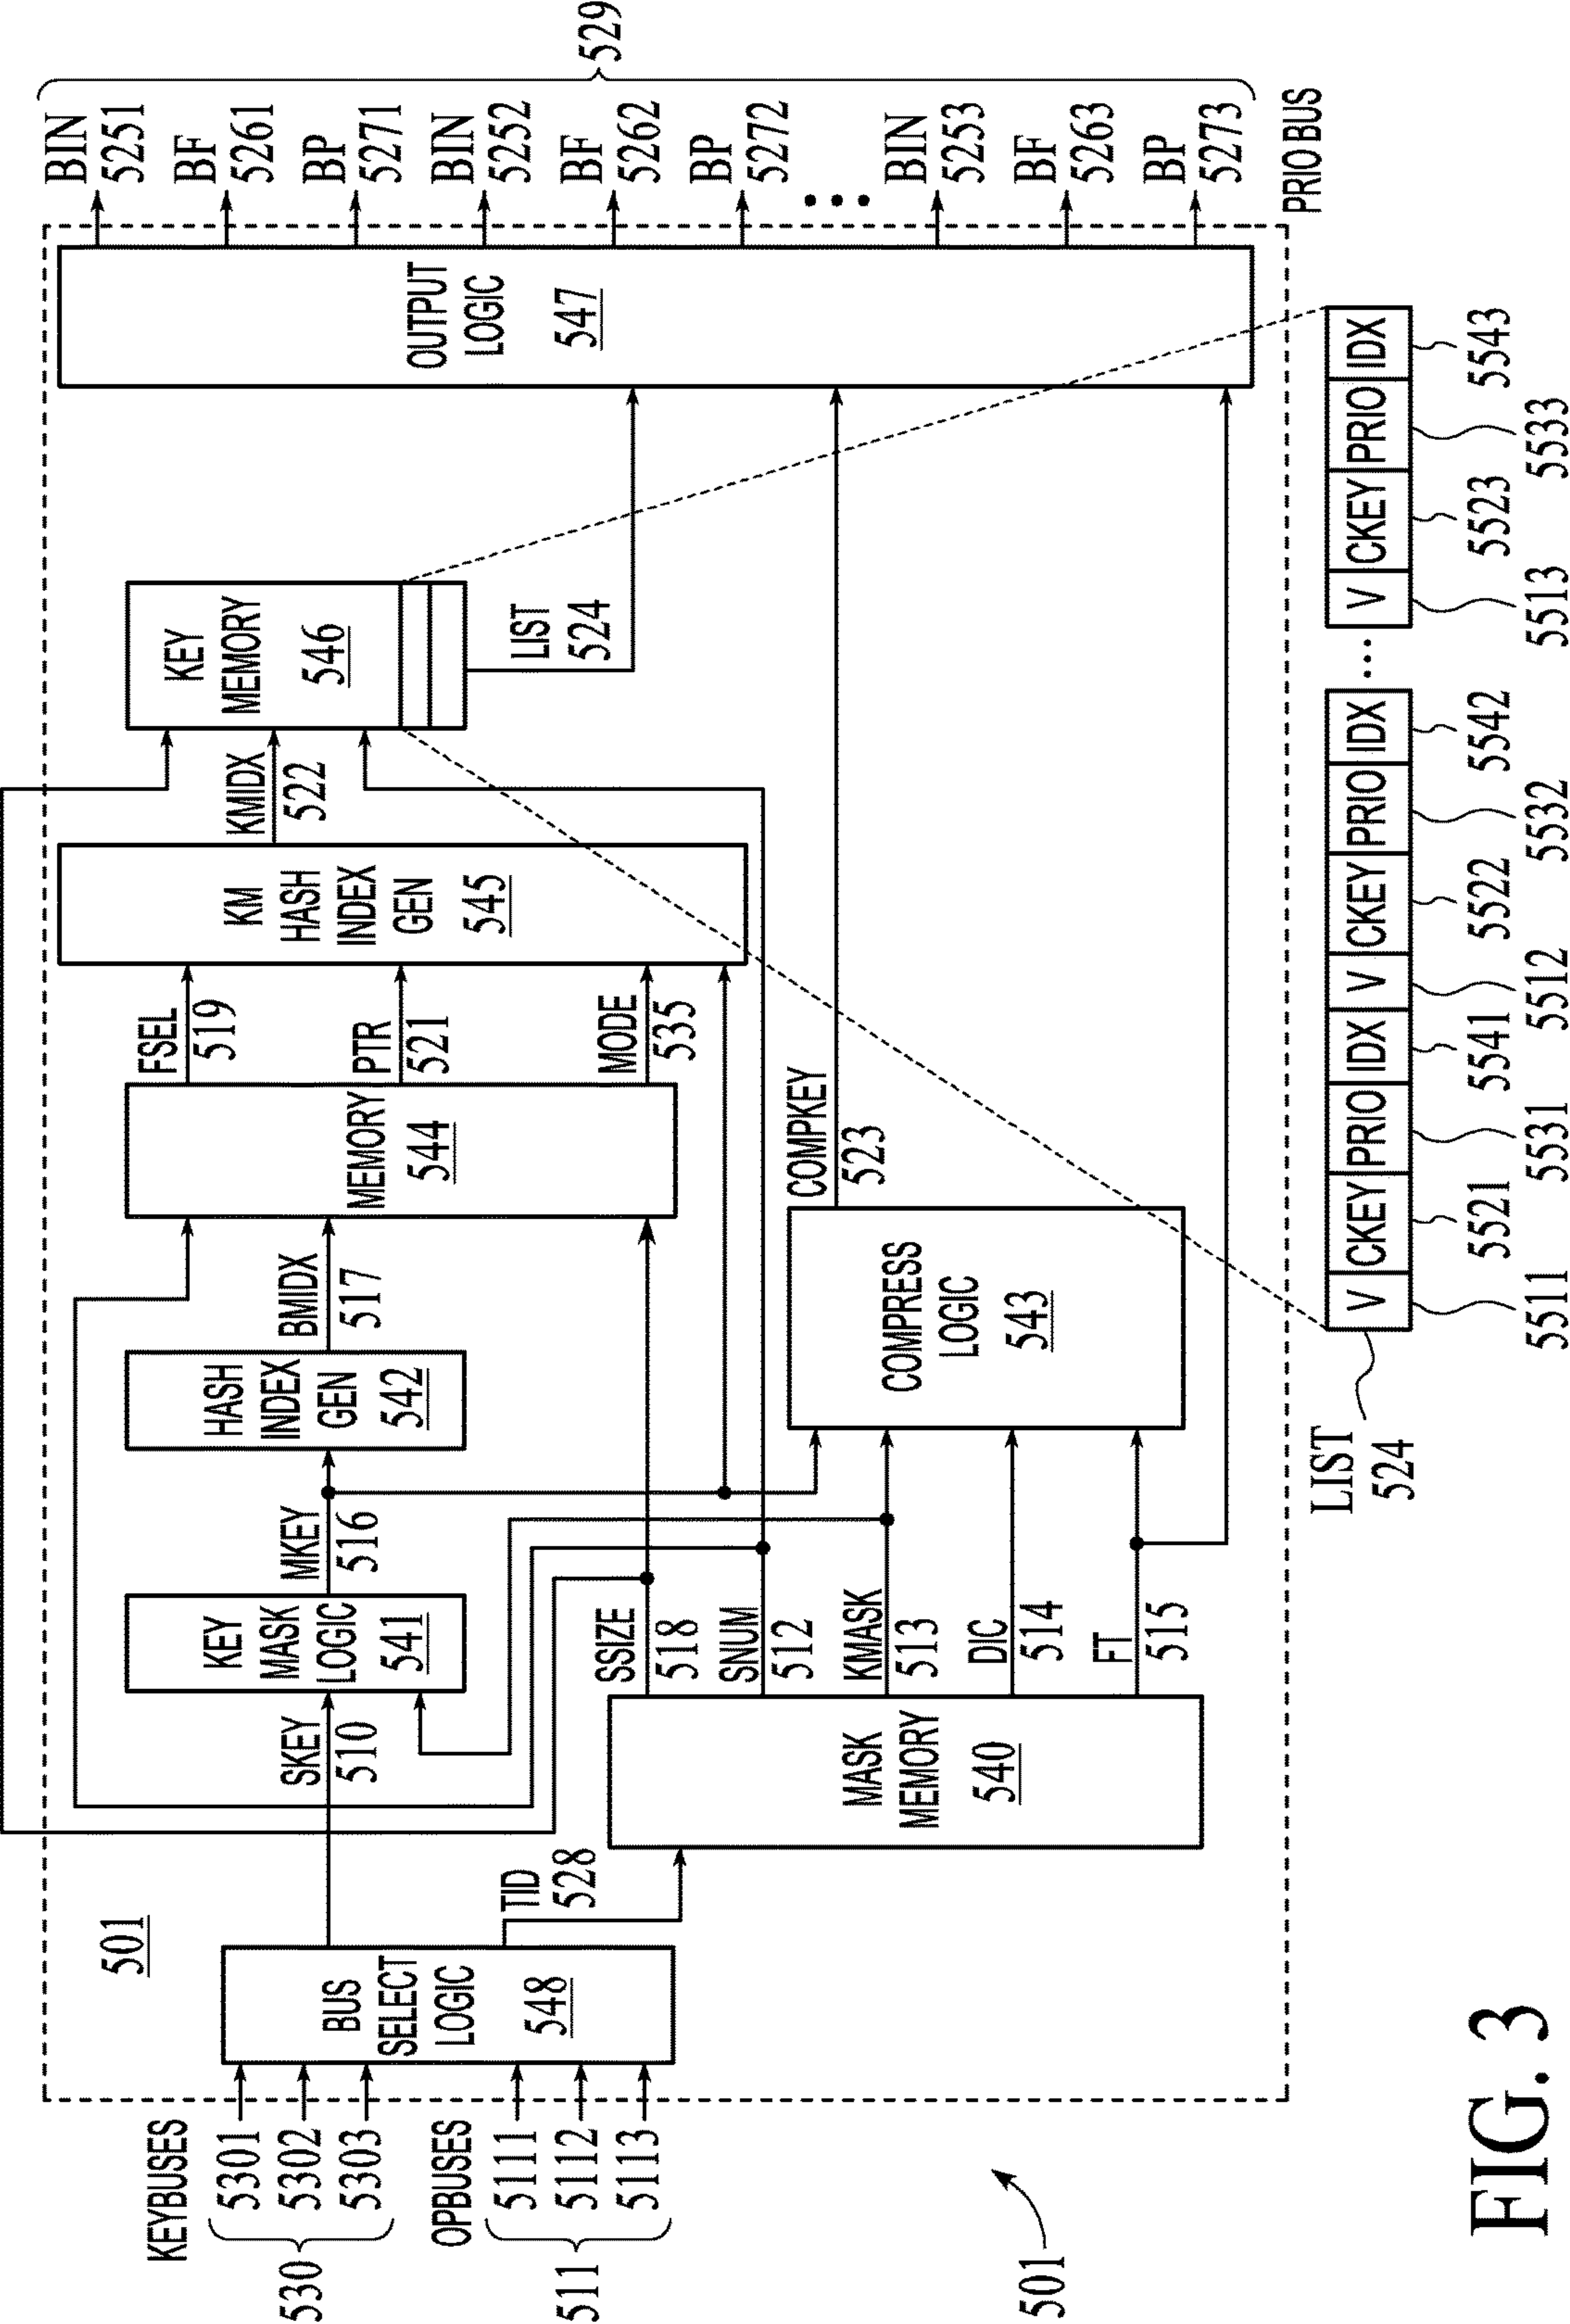 KEYBUSES
5301
5302
5303
530
OPBUSES
5111
5112
5113
511
501
501
BUS
SELECT
LOGIC
548
SKEY
510
TID
528
KEY
MASK
LOGIC
541
MASK
MEMORY
540
MKEY
516
SSIZE
518
SNUM
512
KMASK
513
DIC
514
FT
515
HASH
INDEX
GEN
542
BMIDX
517
COMPRESS
LOGIC
543
COMPKEY
523
MEMORY
544
FSEL
519
PTR
521
MODE
535
KM
HASH
INDEX
GEN
545
KMIDX
522
KEY
MEMORY
546
LIST
524
OUTPUT
LOGIC
547
BIN
5251
BF
5261
BP
5271
BIN
5252
BF
5262
BP
5272
• • •
BIN
5253
BF
5263
BP
5273
529
PRIO BUS
LIST
524
V CKEY PRIO IDX V CKEY PRIO IDX ... V CKEY PRIO IDX
5511 5521 5531 5541 5512 5522 5532 5542 5513 5523 5533 5543
FIG. 3